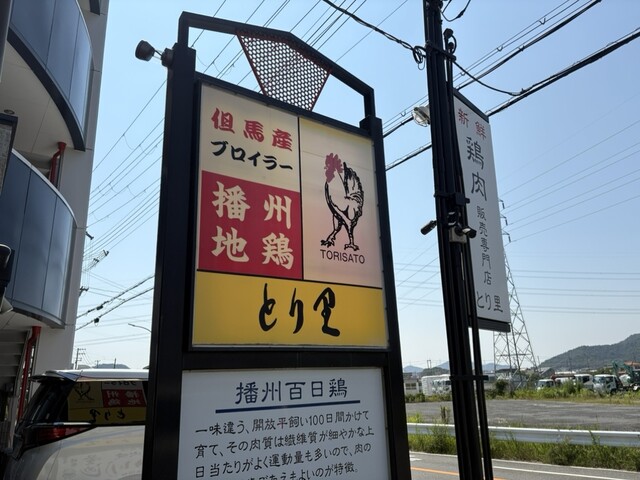 但馬産
ブロイラー
播州
地鶏
TORISATO
とり里
播州百日鶏
一味違う、開放平飼い100日間かけて
育て、その肉質は繊維質が細やかな上
日当たりがよく運動量も多いので、肉の
もよいのが特徴。
新鮮
鶏肉
販売専門店
とり里